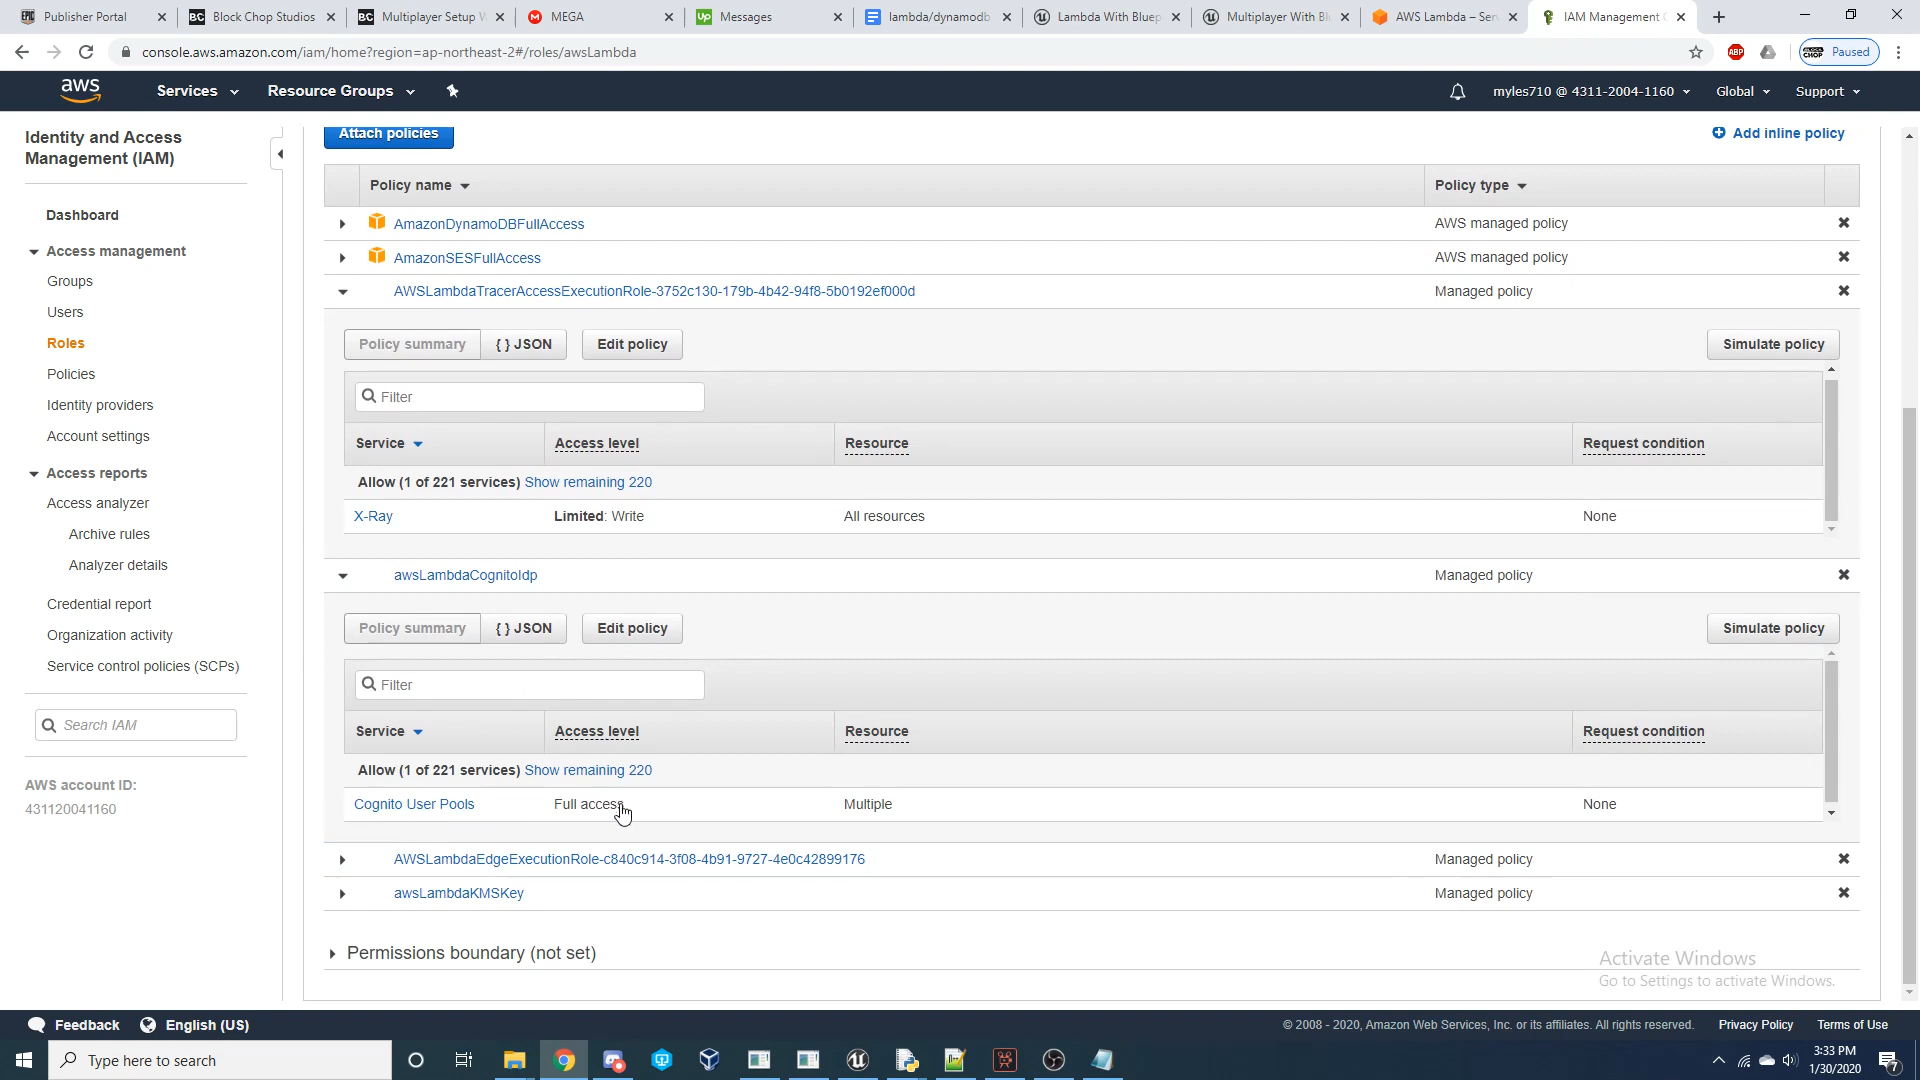 EPIC Publisher Portal
BC Block Chop Studios
BC Multiplayer Setup
MEGA
Up Messages
lambda/dynamodb
Lambda With Bluep
Multiplayer With Bl
AWS Lambda – Ser
IAM Management
console.aws.amazon.com/iam/home?region=ap-northeast-2#/roles/awsLambda
ABP
BLOCK CHOP Paused
aws
Services
Resource Groups
myles710 @ 4311-2004-1160
Global
Support
Identity and Access
Management (IAM)
Dashboard
Access management
Groups
Users
Roles
Policies
Identity providers
Account settings
Access reports
Access analyzer
Archive rules
Analyzer details
Credential report
Organization activity
Service control policies (SCPs)
Search IAM
AWS account ID:
431120041160
Attach policies
Add inline policy
Policy name
Policy type
AmazonDynamoDBFullAccess
AWS managed policy
AmazonSESFullAccess
AWS managed policy
AWSLambdaTracerAccessExecutionRole-3752c130-179b-4b42-94f8-5b0192ef000d
Managed policy
Policy summary
{ } JSON
Edit policy
Simulate policy
Filter
Service
Access level
Resource
Request condition
Allow (1 of 221 services) Show remaining 220
X-Ray
Limited: Write
All resources
None
awsLambdaCognitoIdp
Managed policy
Policy summary
{ } JSON
Edit policy
Simulate policy
Filter
Service
Access level
Resource
Request condition
Allow (1 of 221 services) Show remaining 220
Cognito User Pools
Full access
Multiple
None
AWSLambdaEdgeExecutionRole-c840c914-3f08-4b91-9727-4e0c42899176
Managed policy
awsLambdaKMSKey
Managed policy
Permissions boundary (not set)
Activate Windows
Go to Settings to activate Windows.
Feedback
English (US)
© 2008 - 2020, Amazon Web Services, Inc. or its affiliates. All rights reserved.
Privacy Policy
Terms of Use
Type here to search
3:33 PM
1/30/2020
7